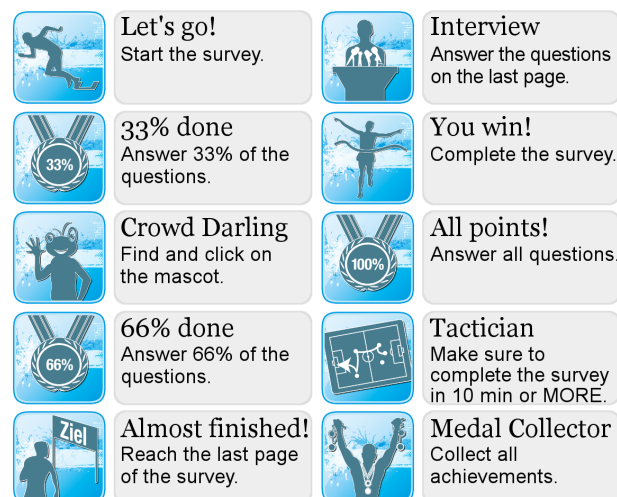 Let's go!
Start the survey.
33%
33% done
Answer 33% of the
questions.
Crowd Darling
Find and click on
the mascot.
66%
66% done
Answer 66% of the
questions.
Ziel
Almost finished!
Reach the last page
of the survey.
Interview
Answer the questions
on the last page.
You win!
Complete the survey.
100%
All points!
Answer all questions.
Tactician
Make sure to
complete the survey
in 10 min or MORE.
Medal Collector
Collect all
achievements.